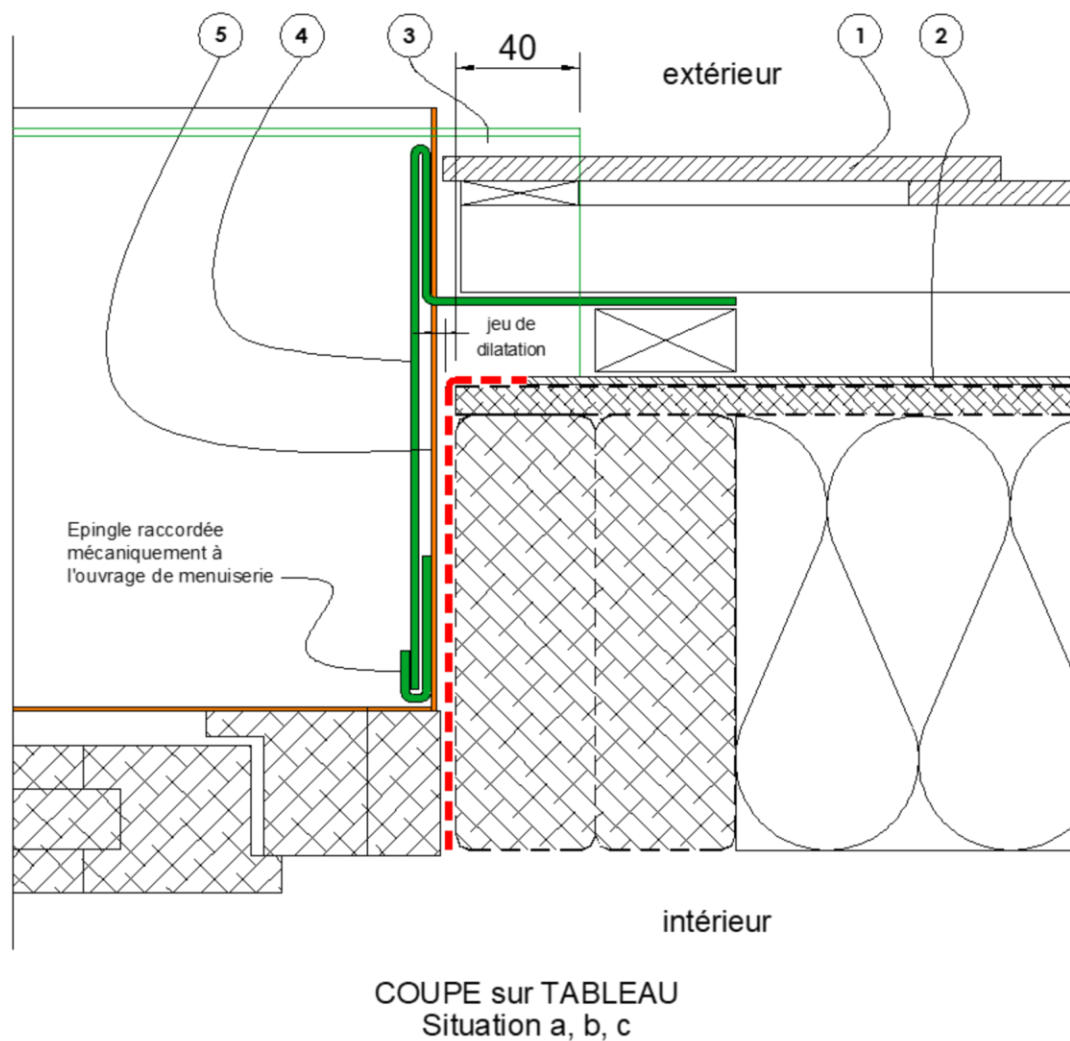 5
4
3
40
1
2
extérieur
jeu de
dilatation
Epingle raccordée
mécaniquement à
l'ouvrage de menuiserie
intérieur
COUPE sur TABLEAU
Situation a, b, c